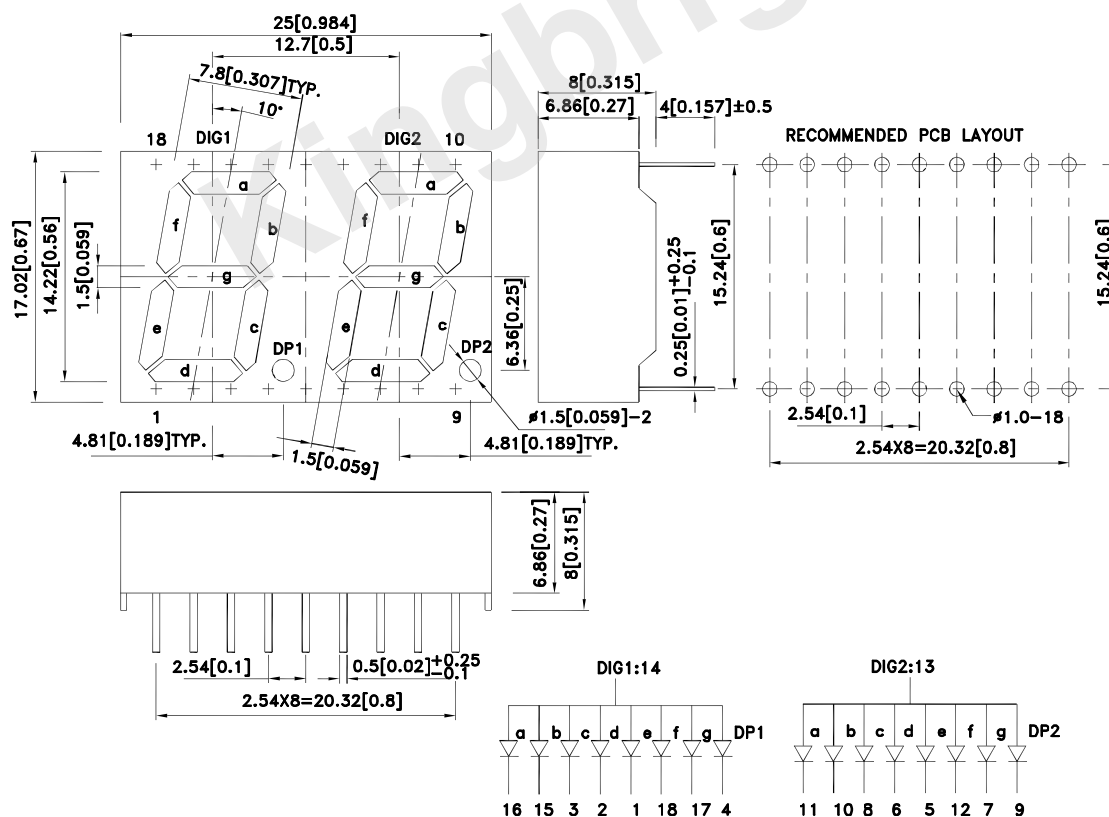 Kingbrig
25[0.984]
12.7[0.5]
7.8[0.307]TYP.
10°
18 DIG1 DIG2 10
17.02[0.67]
14.22[0.56]
1.5[0.059]
a
f b
g
e c
d
DP1
a
f b
g
e c
d
DP2
6.36[0.25]
1 9
4.81[0.189]TYP.
1.5[0.059]
ø1.5[0.059]-2
4.81[0.189]TYP.
8[0.315]
6.86[0.27]
4[0.157]±0.5
0.25[0.01]+0.25
-0.1
15.24[0.6]
RECOMMENDED PCB LAYOUT
15.24[0.6]
2.54[0.1]
ø1.0-18
2.54X8=20.32[0.8]
6.86[0.27]
8[0.315]
2.54[0.1]
0.5[0.02]+0.25
-0.1
2.54X8=20.32[0.8]
DIG1:14
a b c d e f g DP1
16 15 3 2 1 18 17 4
DIG2:13
a b c d e f g DP2
11 10 8 6 5 12 7 9